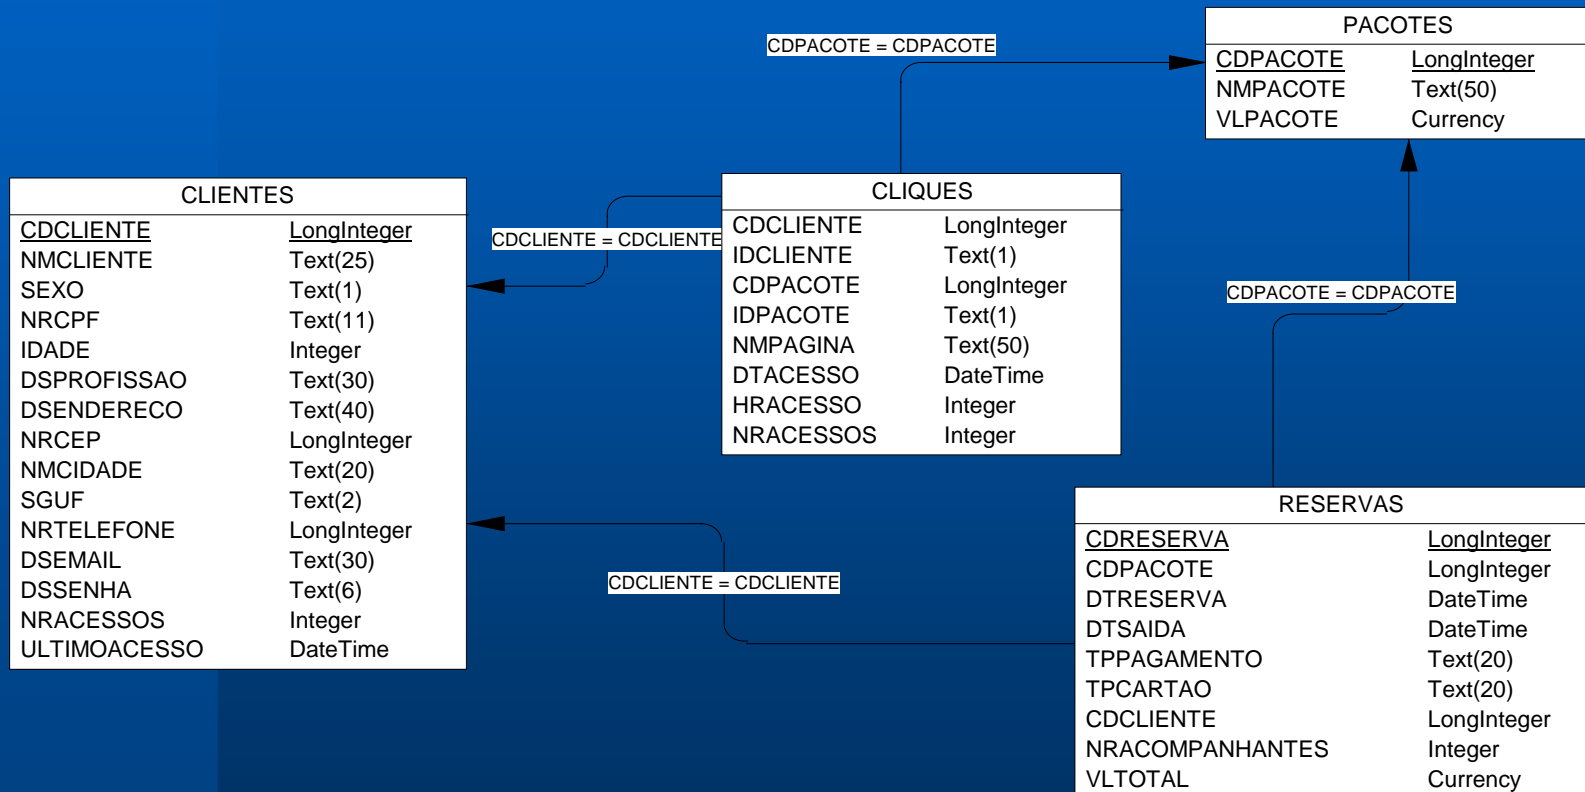 PACOTES
CDPACOTE LongInteger
NMPACOTE Text(50)
VLPACOTE Currency
CDPACOTE = CDPACOTE
CLIENTES
CDCLIENTE LongInteger
NMCLIENTE Text(25)
SEXO Text(1)
NRCPF Text(11)
IDADE Integer
DSPROFISSAO Text(30)
DSENDERECO Text(40)
NRCEP LongInteger
NMCIDADE Text(20)
SGUF Text(2)
NRTELEFONE LongInteger
DSEMAIL Text(30)
DSSENHA Text(6)
NRACESSOS Integer
ULTIMOACESSO DateTime
CDCLIENTE = CDCLIENTE
CLIQUES
CDCLIENTE LongInteger
IDCLIENTE Text(1)
CDPACOTE LongInteger
IDPACOTE Text(1)
NMPAGINA Text(50)
DTACESSO DateTime
HRACESSO Integer
NRACESSOS Integer
CDPACOTE = CDPACOTE
CDCLIENTE = CDCLIENTE
RESERVAS
CDRESERVA LongInteger
CDPACOTE LongInteger
DTRESERVA DateTime
DTSAIDA DateTime
TPPAGAMENTO Text(20)
TPCARTAO Text(20)
CDCLIENTE LongInteger
NRACOMPANHANTES Integer
VLTOTAL Currency